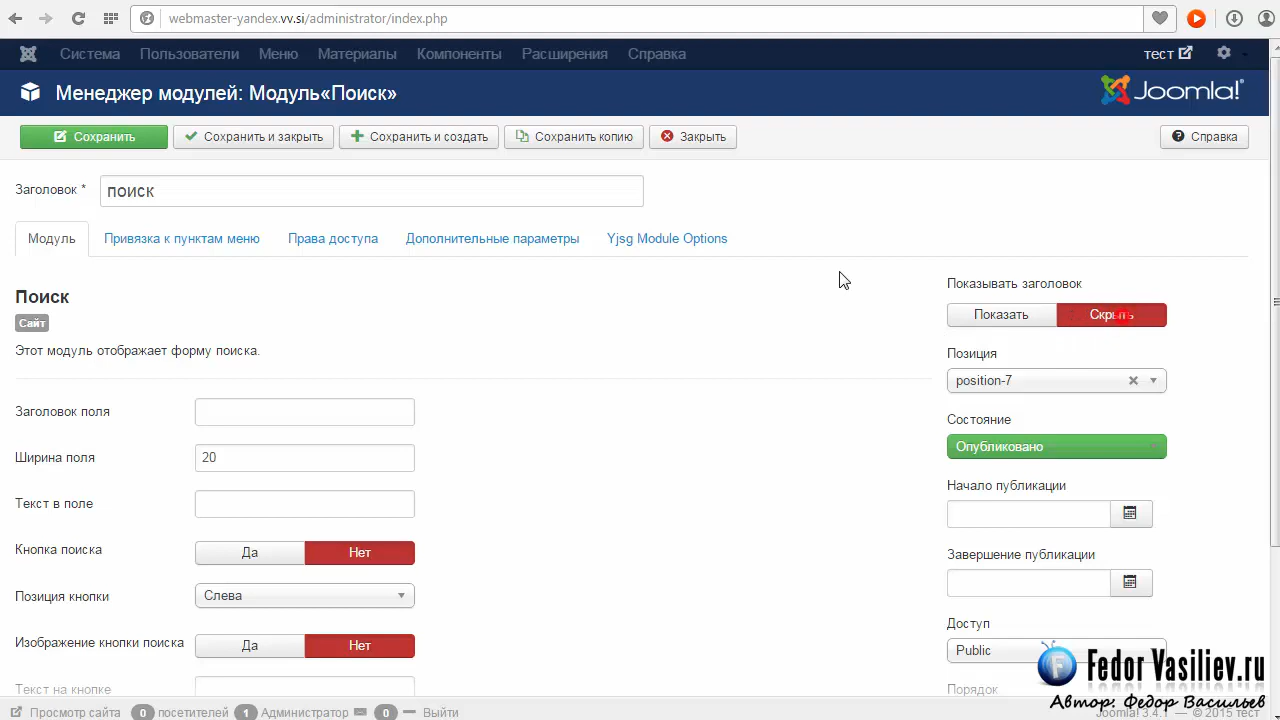 webmaster-yandex.vv.si/administrator/index.php
Система Пользователи Меню Материалы Компоненты Расширения Справка тест
Менеджер модулей: Модуль«Поиск» Joomla!
Сохранить Сохранить и закрыть Сохранить и создать Сохранить копию Закрыть Справка
Заголовок * поиск
Модуль Привязка к пунктам меню Права доступа Дополнительные параметры Yjsg Module Options
Поиск
Сайт
Этот модуль отображает форму поиска.
Заголовок поля
Ширина поля 20
Текст в поле
Кнопка поиска Да Нет
Позиция кнопки Слева
Изображение кнопки поиска Да Нет
Текст на кнопке
Показывать заголовок
Показать Скрыть
Позиция
position-7
Состояние
Опубликовано
Начало публикации
Завершение публикации
Доступ
Public
Порядок
Fedor Vasiliev.ru
Автор: Федор Васильев
Просмотр сайта 0 посетителей 1 Администратор 0 Выйти
Joomla! 3.4.1 — © 2015 тест